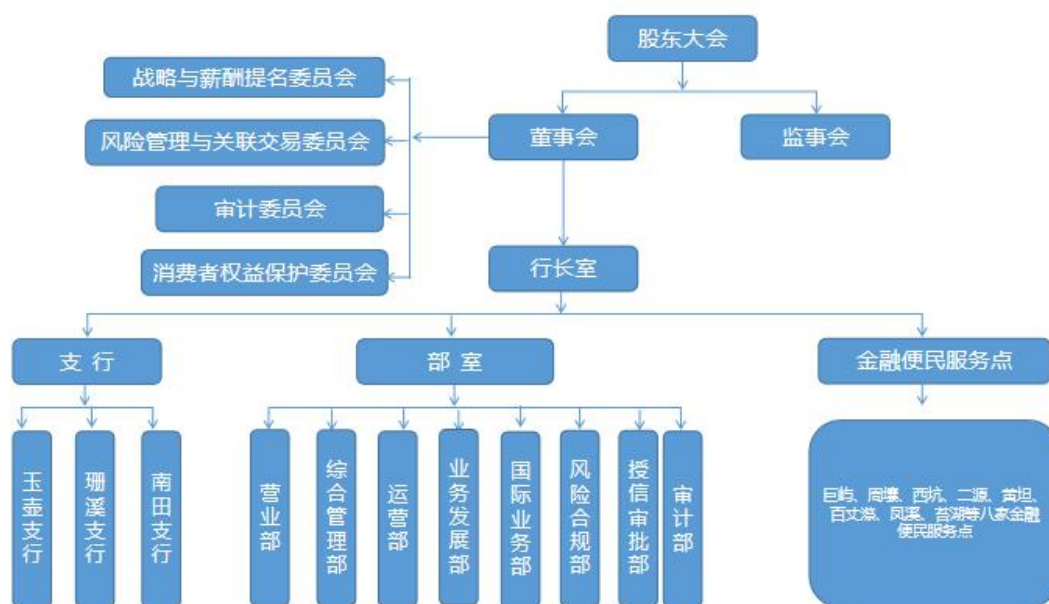 股东大会
战略与薪酬提名委员会
风险管理与关联交易委员会
董事会
监事会
审计委员会
消费者权益保护委员会
行长室
支 行
部 室
金融便民服务点
玉壶支行
珊溪支行
南田支行
营业部
综合管理部
运营部
业务发展部
国际业务部
风险合规部
授信审批部
审计部
巨屿、周壤、西坑、二源、黄坦、
百丈漈、凤溪、苔湖等八家金融
便民服务点